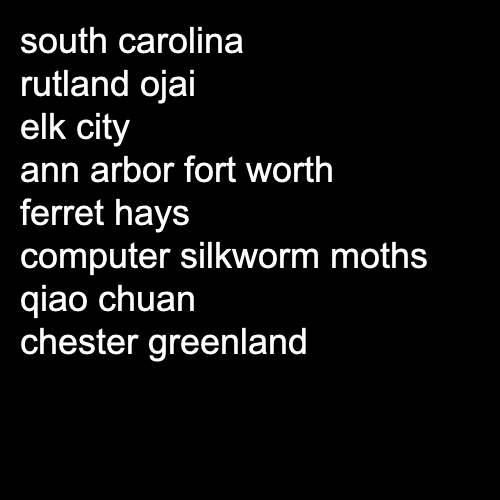 south carolina
rutland ojai
elk city
ann arbor fort worth
ferret hays
computer silkworm moths
qiao chuan
chester greenland